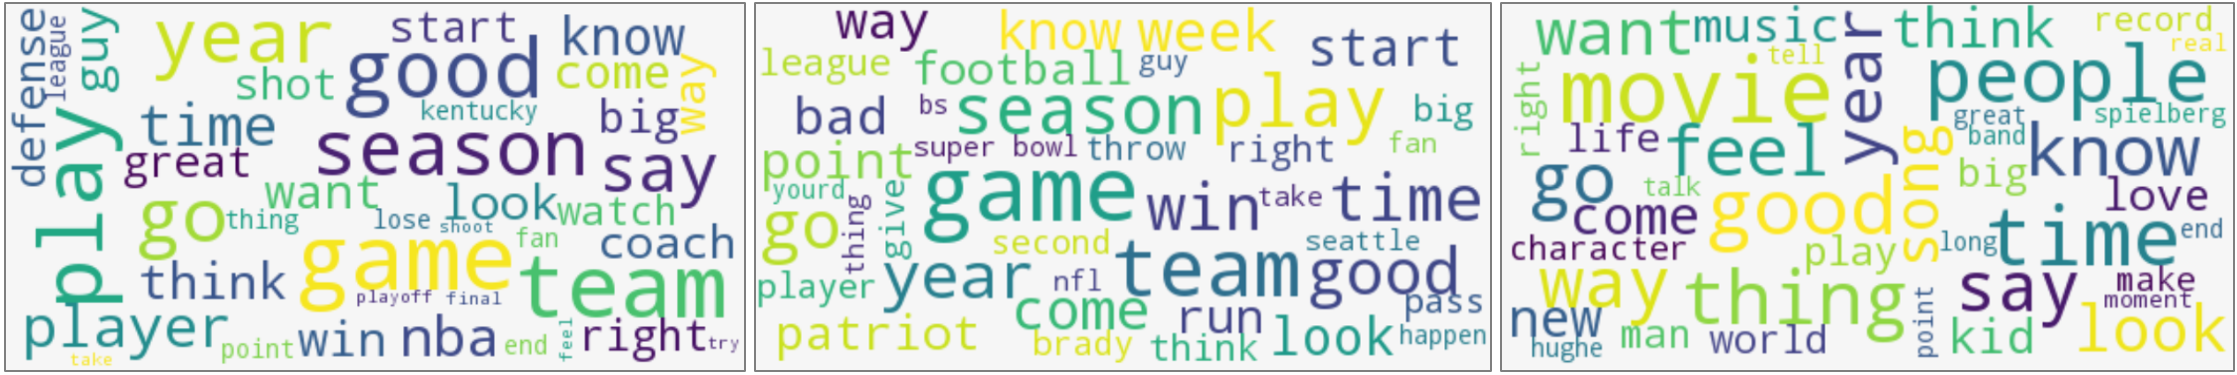 defense
league
guy
year
start
know
shot
good
come
way
kentucky
big
time
play
season
great
say
want
look
watch
go
thing
lose
shoot
fan
coach
think
game
team
playoff
final
player
point
win
nba
end
feel
right
try
take
way
know
week
start
league
football
guy
bad
bs
season
play
big
super bowl
throw
right
fan
point
yourd
give
game
win
take
time
go
thing
second
seattle
year
nfl
team
good
player
come
run
pass
patriot
brady
think
look
happen
want
music
year
think
record
real
tell
right
movie
people
great
spielberg
life
feel
band
know
song
big
go
talk
love
come
good
character
play
long
time
end
way
thing
say
make
moment
new
man
world
point
kid
look
hughe